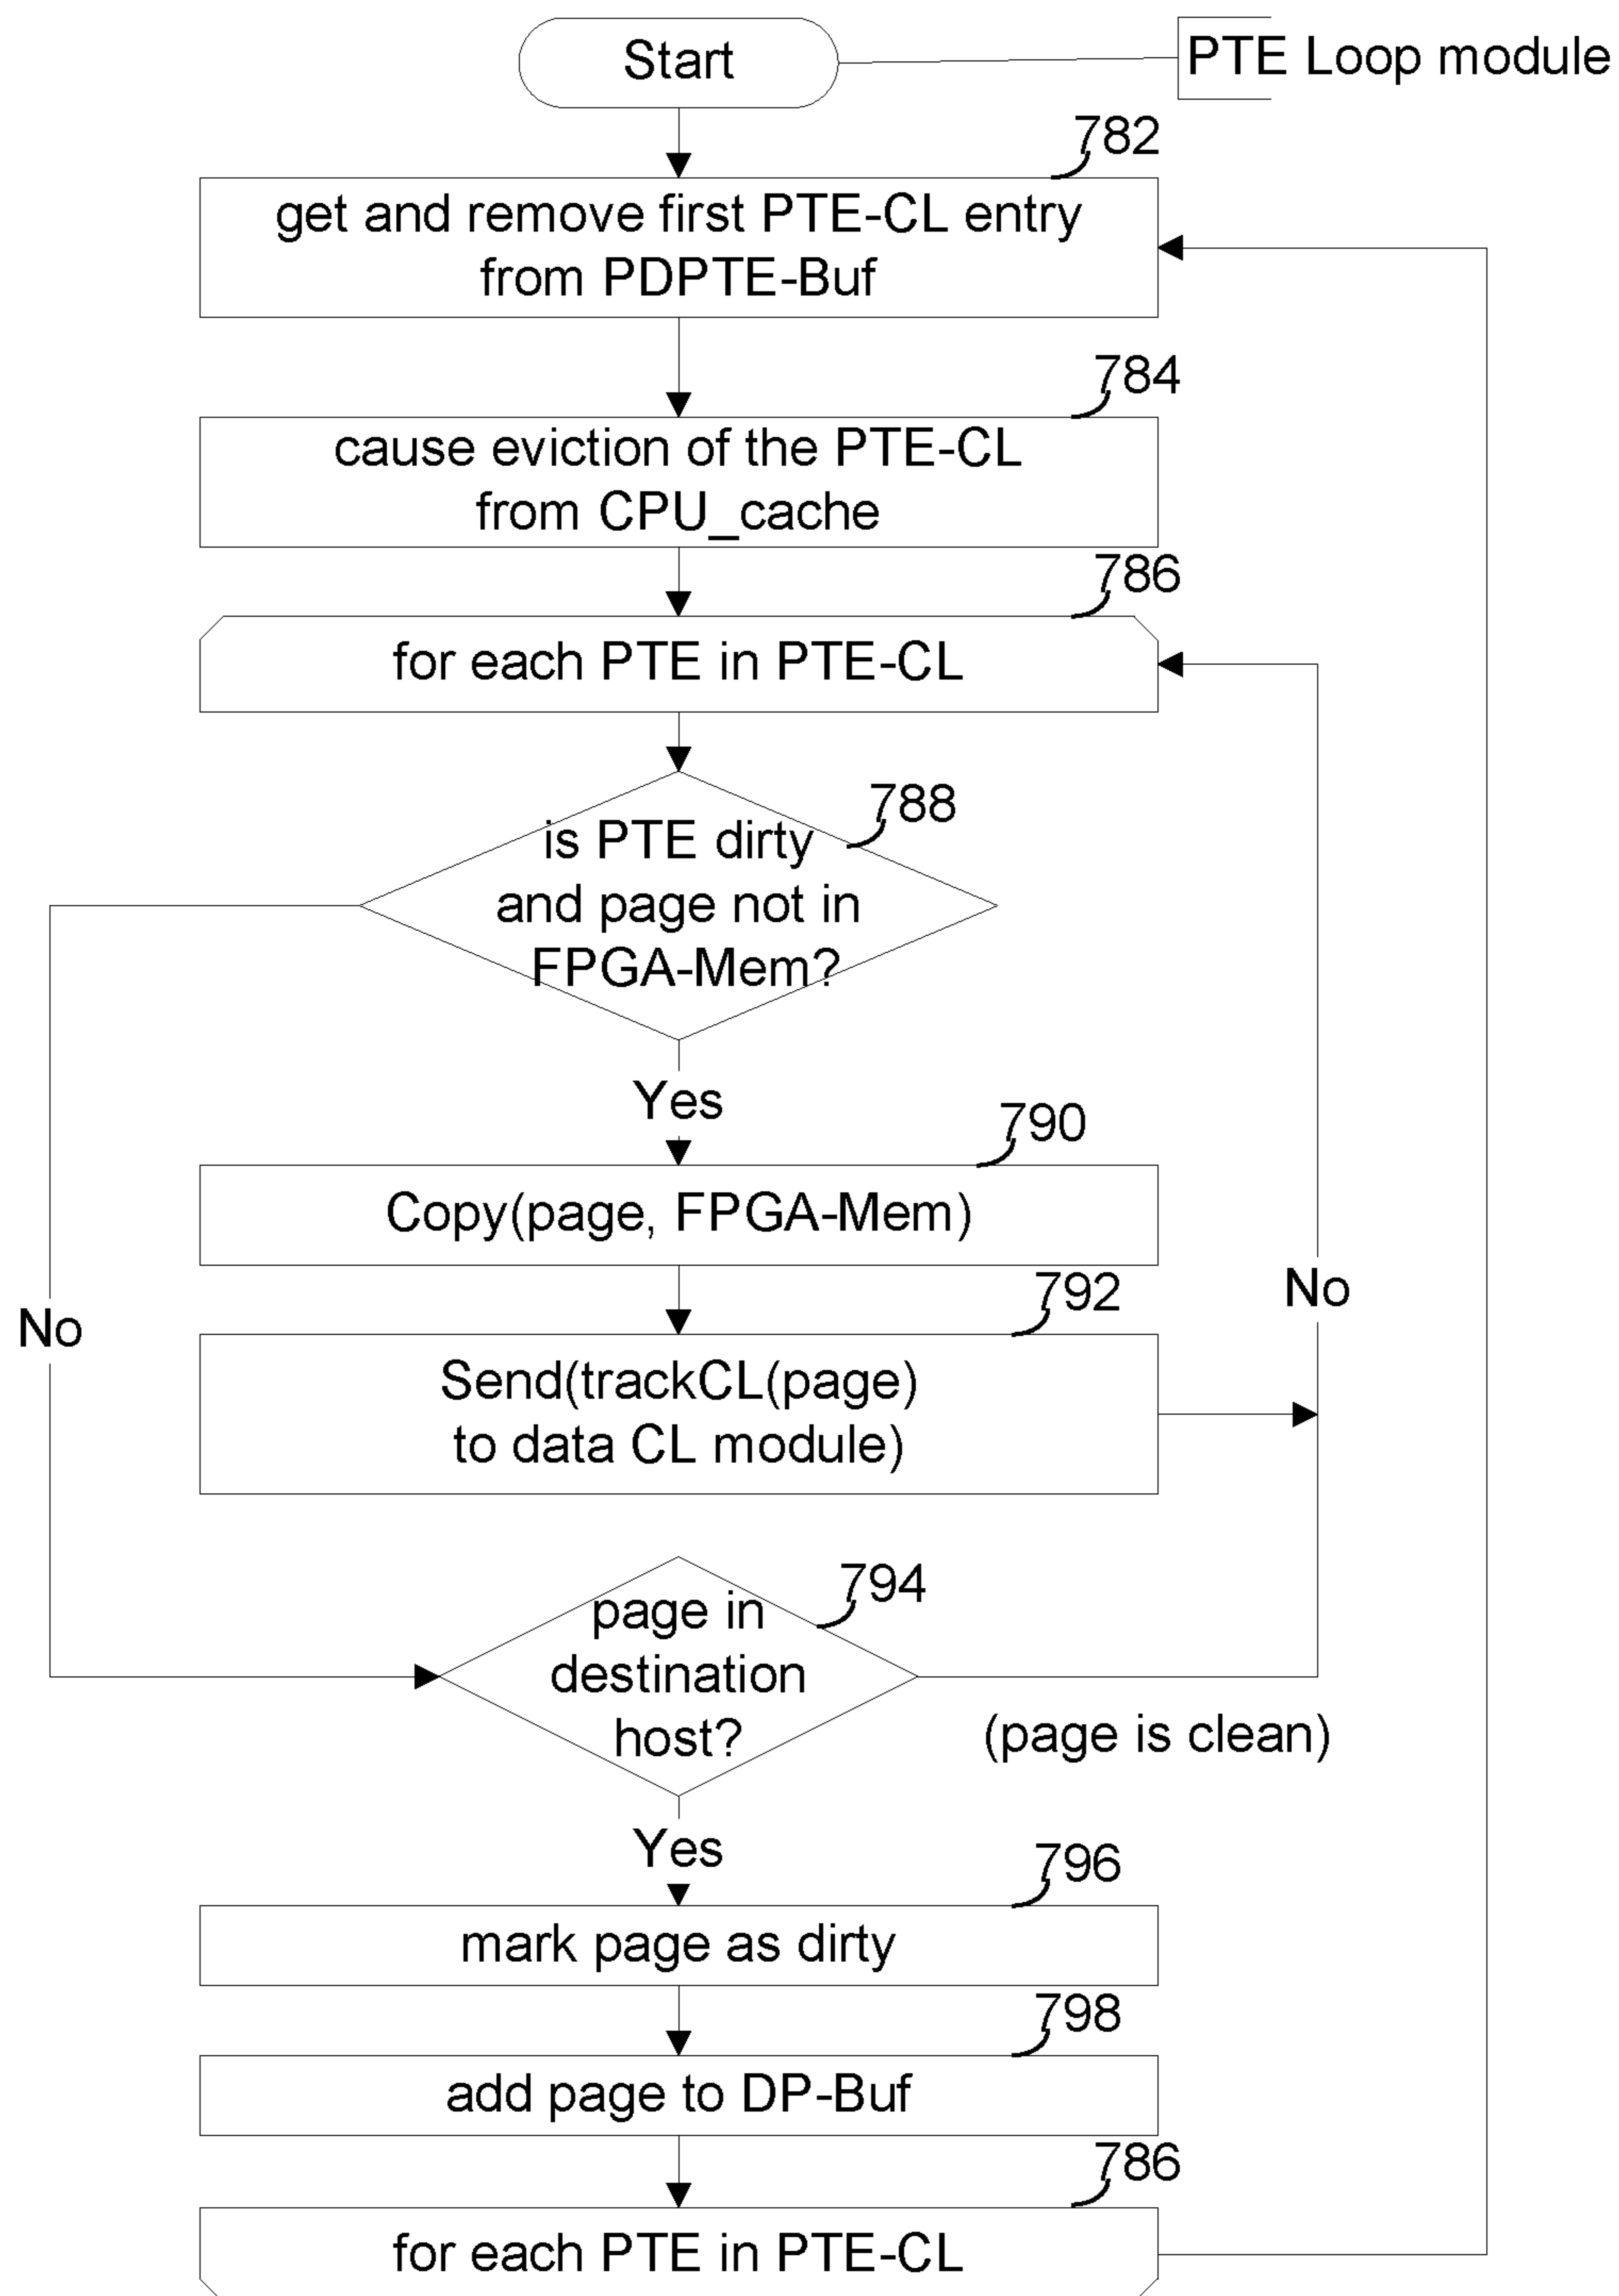 Start
PTE Loop module
782
get and remove first PTE-CL entry
from PDPTE-Buf
784
cause eviction of the PTE-CL
from CPU_cache
786
for each PTE in PTE-CL
788
is PTE dirty
and page not in
FPGA-Mem?
Yes
790
Copy(page, FPGA-Mem)
792
No
No
Send(trackCL(page)
to data CL module)
794
page in
destination
host?
(page is clean)
Yes
796
mark page as dirty
798
add page to DP-Buf
786
for each PTE in PTE-CL